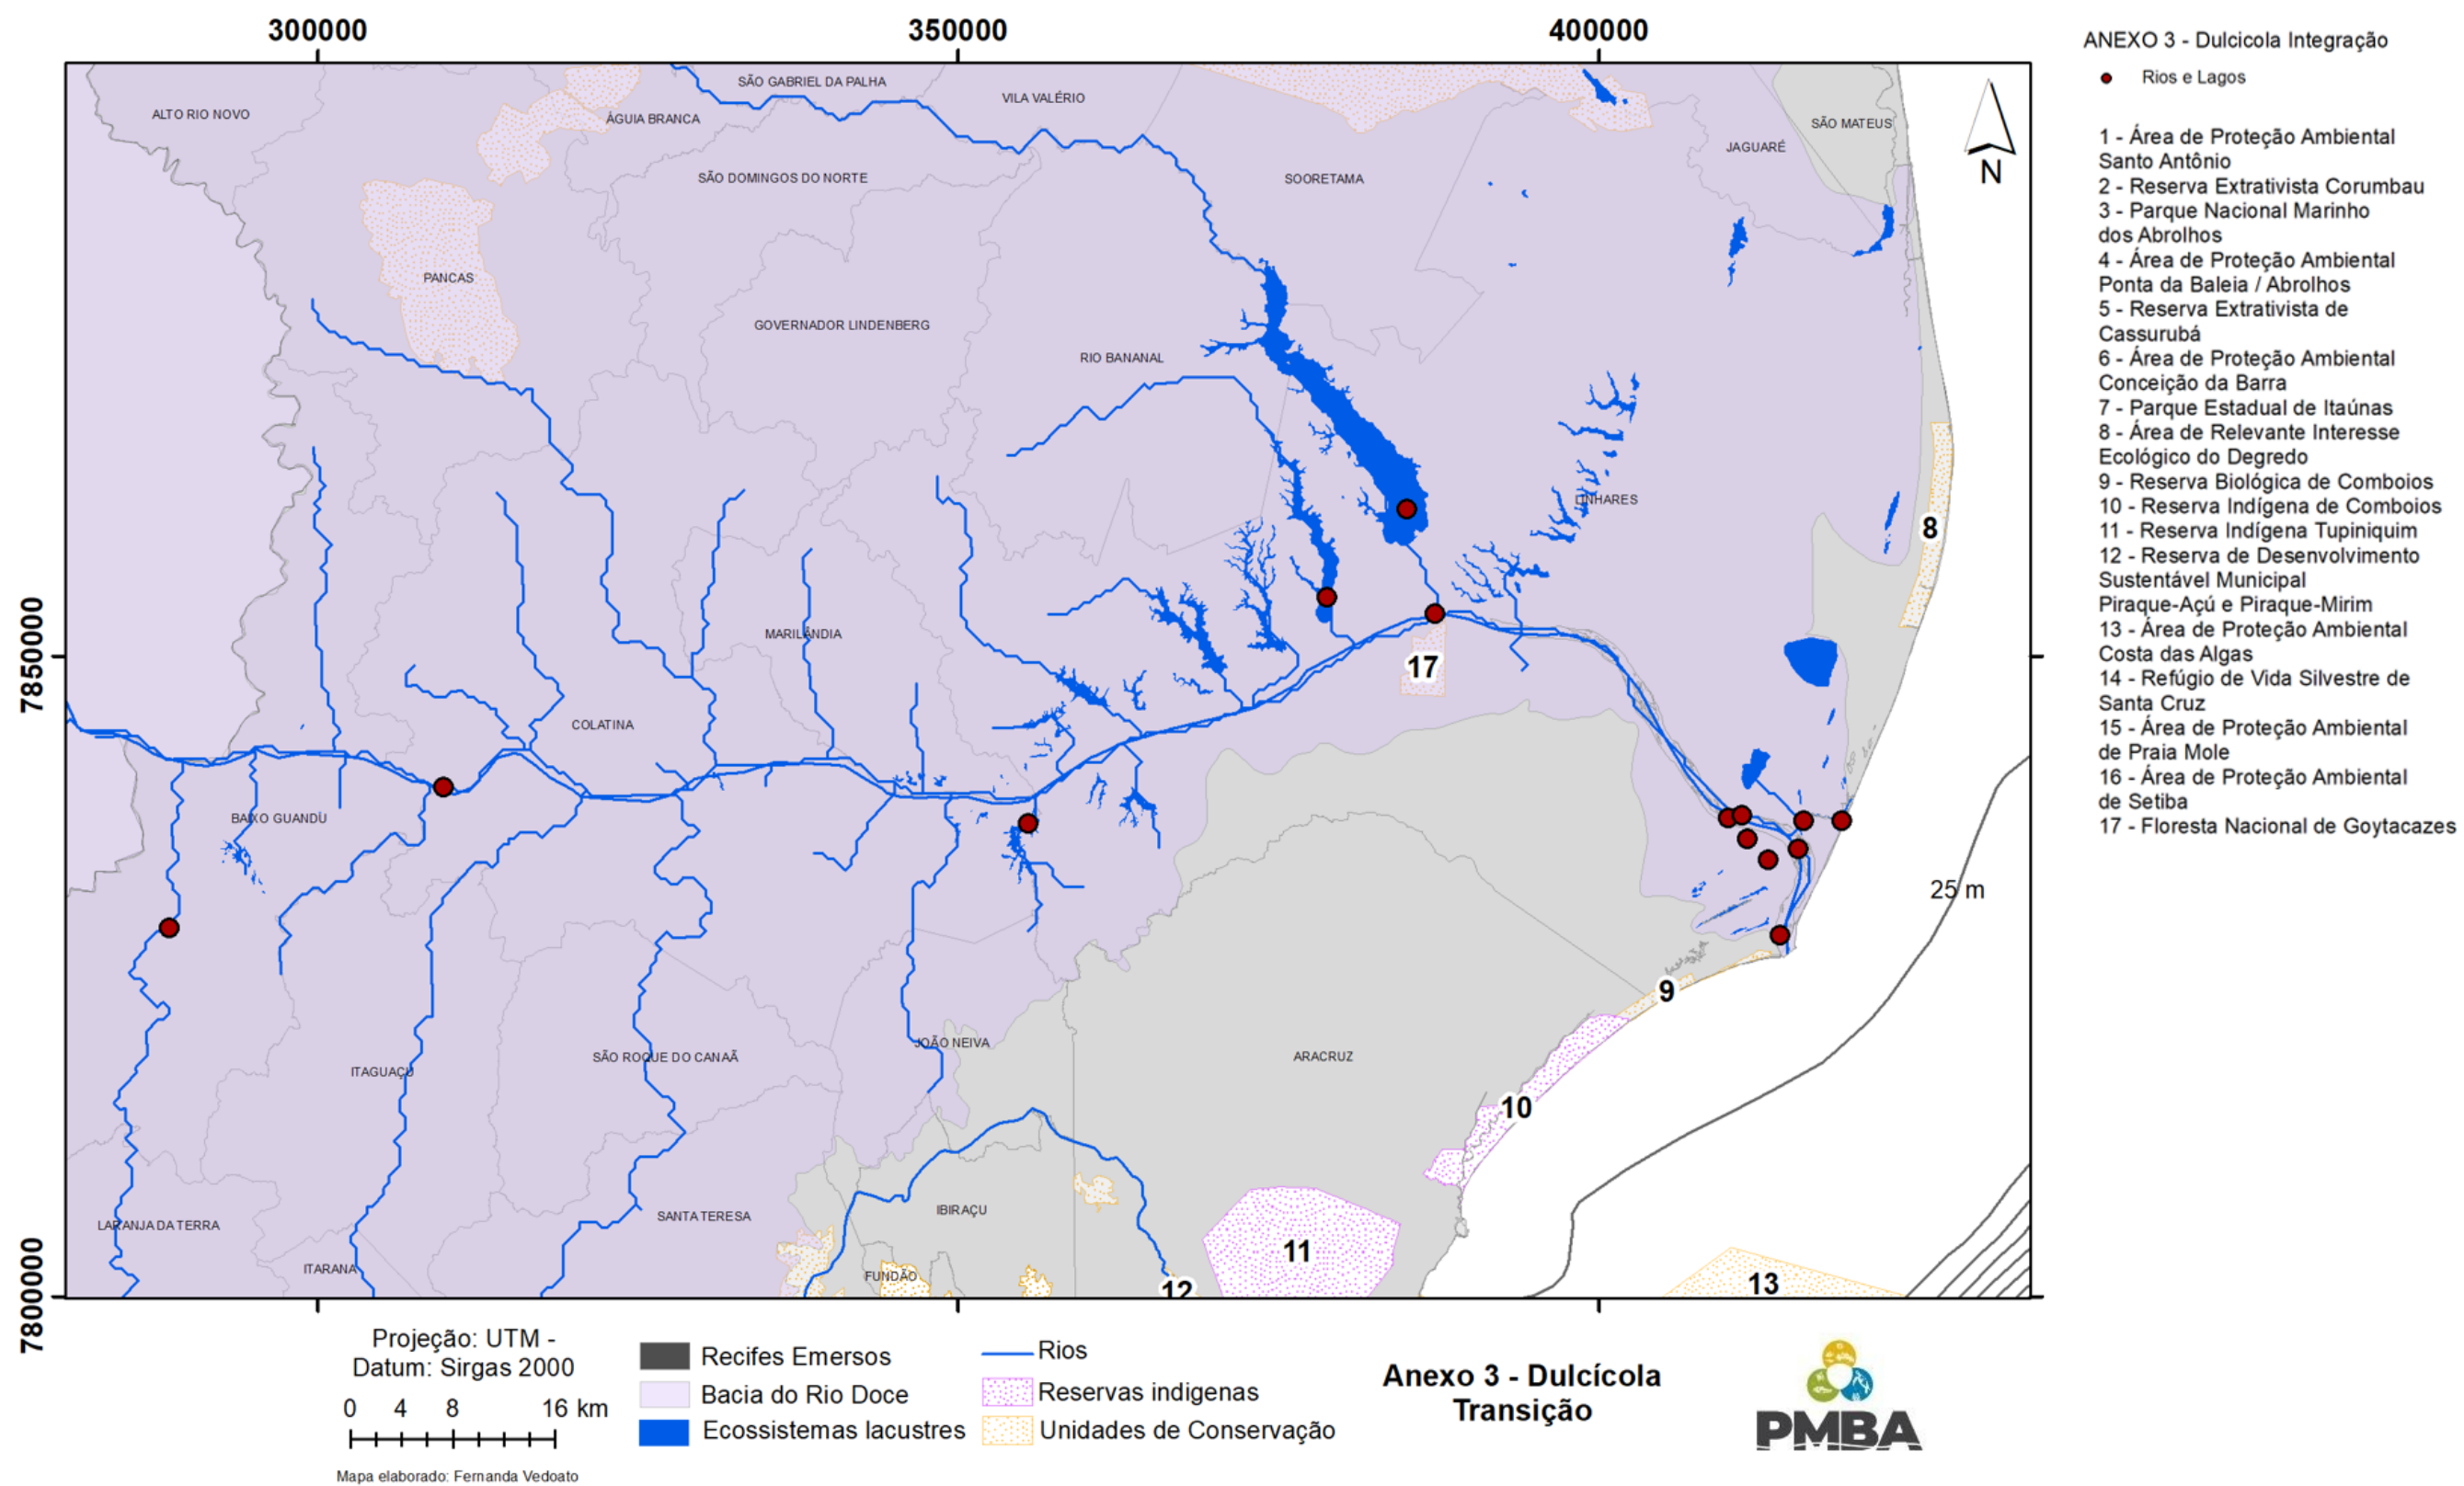 300000
350000
400000
ANEXO 3 - Dulcicola Integração
Rios e Lagos
1 - Área de Proteção Ambiental
Santo Antônio
2 - Reserva Extrativista Corumbau
3 - Parque Nacional Marinho
dos Abrolhos
4 - Área de Proteção Ambiental
Ponta da Baleia / Abrolhos
5 - Reserva Extrativista de
Cassurubá
6 - Área de Proteção Ambiental
Conceição da Barra
7 - Parque Estadual de Itaúnas
8 - Área de Relevante Interesse
Ecológico do Degredo
9 - Reserva Biológica de Comboios
10 - Reserva Indígena de Comboios
11 - Reserva Indígena Tupiniquim
12 - Reserva de Desenvolvimento
Sustentável Municipal
Piraque-Açú e Piraque-Mirim
13 - Área de Proteção Ambiental
Costa das Algas
14 - Refúgio de Vida Silvestre de
Santa Cruz
15 - Área de Proteção Ambiental
de Praia Mole
16 - Área de Proteção Ambiental
de Setiba
17 - Floresta Nacional de Goytacazes
SÃO GABRIEL DA PALHA
VILA VALÉRIO
ALTO RIO NOVO
ÁGUIA BRANCA
SÃO MATEUS
JAGUARÉ
N
SÃO DOMINGOS DO NORTE
SOORETAMA
PANCAS
GOVERNADOR LINDENBERG
RIO BANANAL
LINHARES
8
7850000
MARILÂNDIA
17
COLATINA
BAIXO GUANDU
25 m
9
JOÃO NEIVA
SÃO ROQUE DO CANAÃ
ARACRUZ
ITAGUAÇU
10
IBIRAÇU
SANTA TERESA
LARANJA DA TERRA
11
ITARANA
FUNDÃO
12
13
7800000
Projeção: UTM -
Datum: Sirgas 2000
0 4 8 16 km
Mapa elaborado: Fernanda Vedoato
Recifes Emersos
Bacia do Rio Doce
Ecossistemas lacustres
Rios
Reservas indigenas
Unidades de Conservação
Anexo 3 - Dulcícola
Transição
PMBA